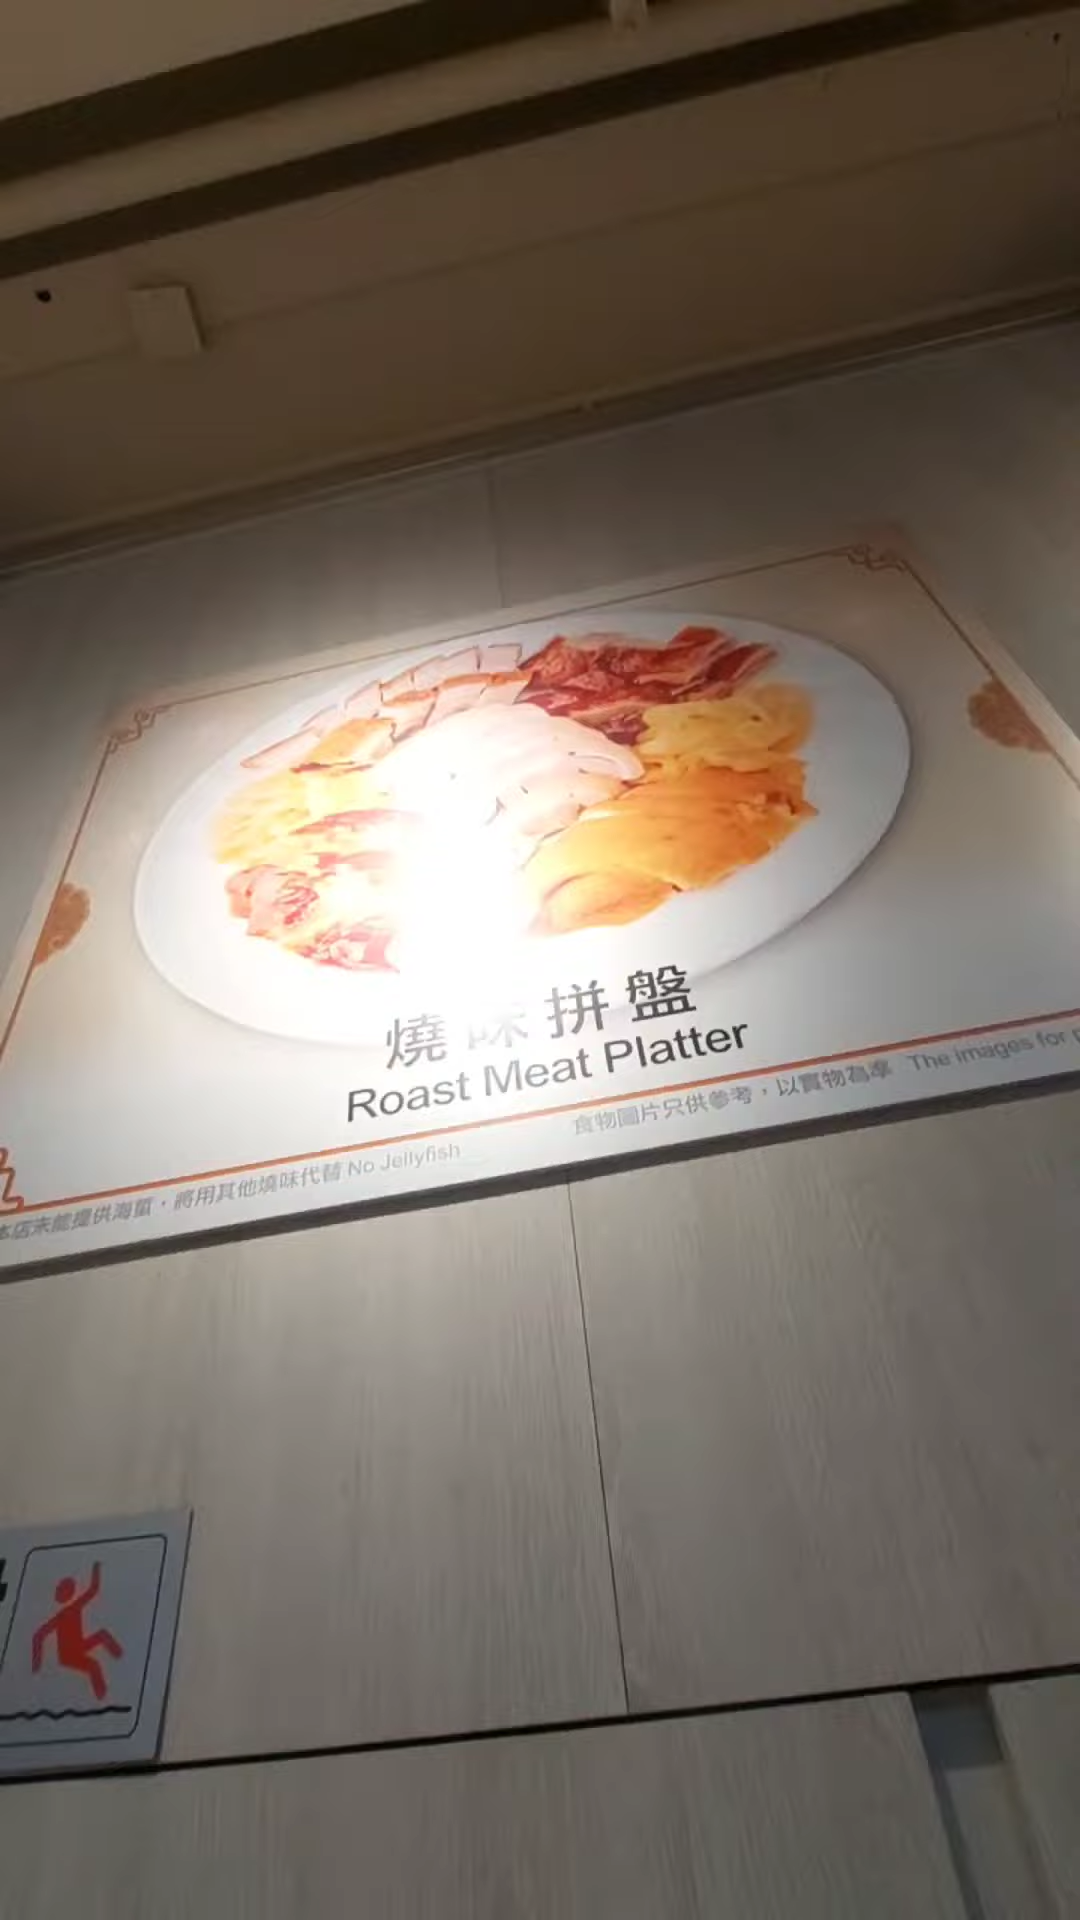 燒味拼盤
Roast Meat Platter
本店未能提供海蜇，將用其他燒味代替 No Jellyfish
食物圖片只供參考，以實物為準 The images for